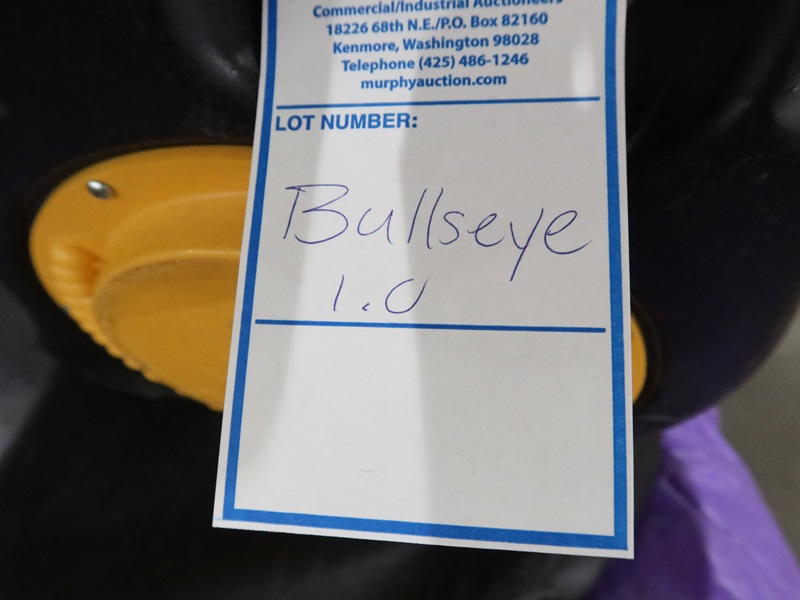 Commercial/Industrial Auctioneers
18226 68th N.E./P.O. Box 82160
Kenmore, Washington 98028
Telephone (425) 486-1246
murphyauction.com
LOT NUMBER:
Bullseye
1.0